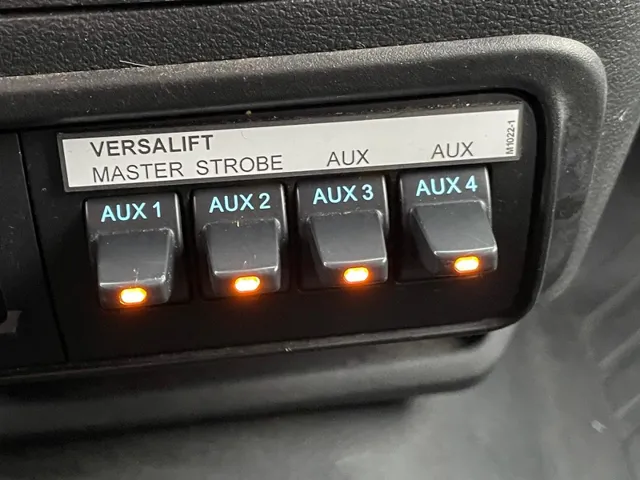 VERSALIFT
MASTER STROBE AUX AUX
M1022-1
AUX 1 AUX 2 AUX 3 AUX 4